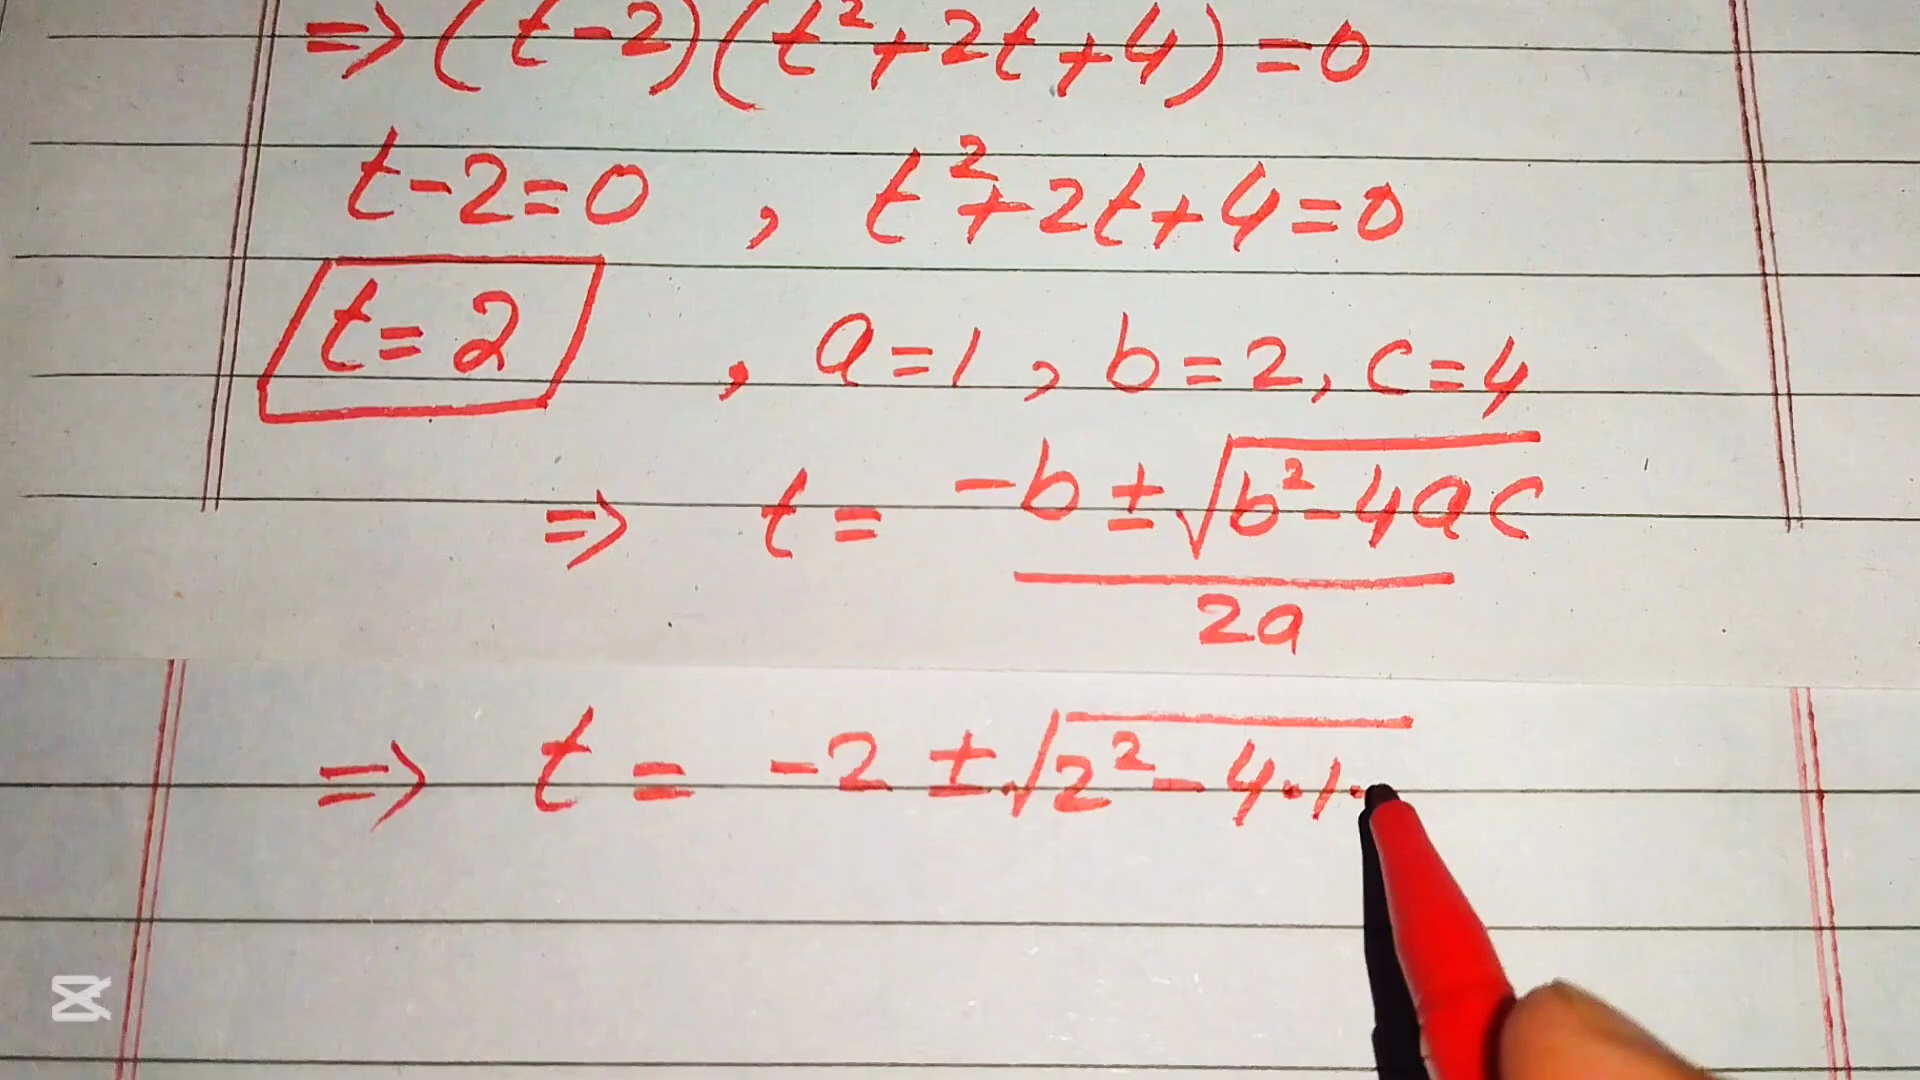 => (t-2)(t²+2t+4)=0
t-2=0 , t²+2t+4=0
t=2 , a=1, b=2, c=4
=> t = -b ± √b²-4ac
2a
=> t = -2 ± √2²-4·1·